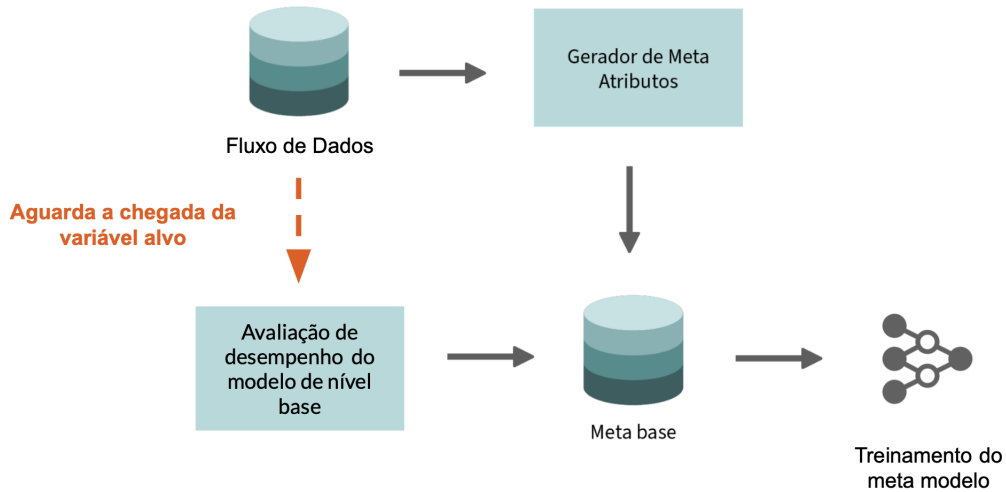 Gerador de Meta
Atributos
Fluxo de Dados
Aguarda a chegada da
variável alvo
Avaliação de
desempenho do
modelo de nível
base
Meta base
Treinamento do
meta modelo